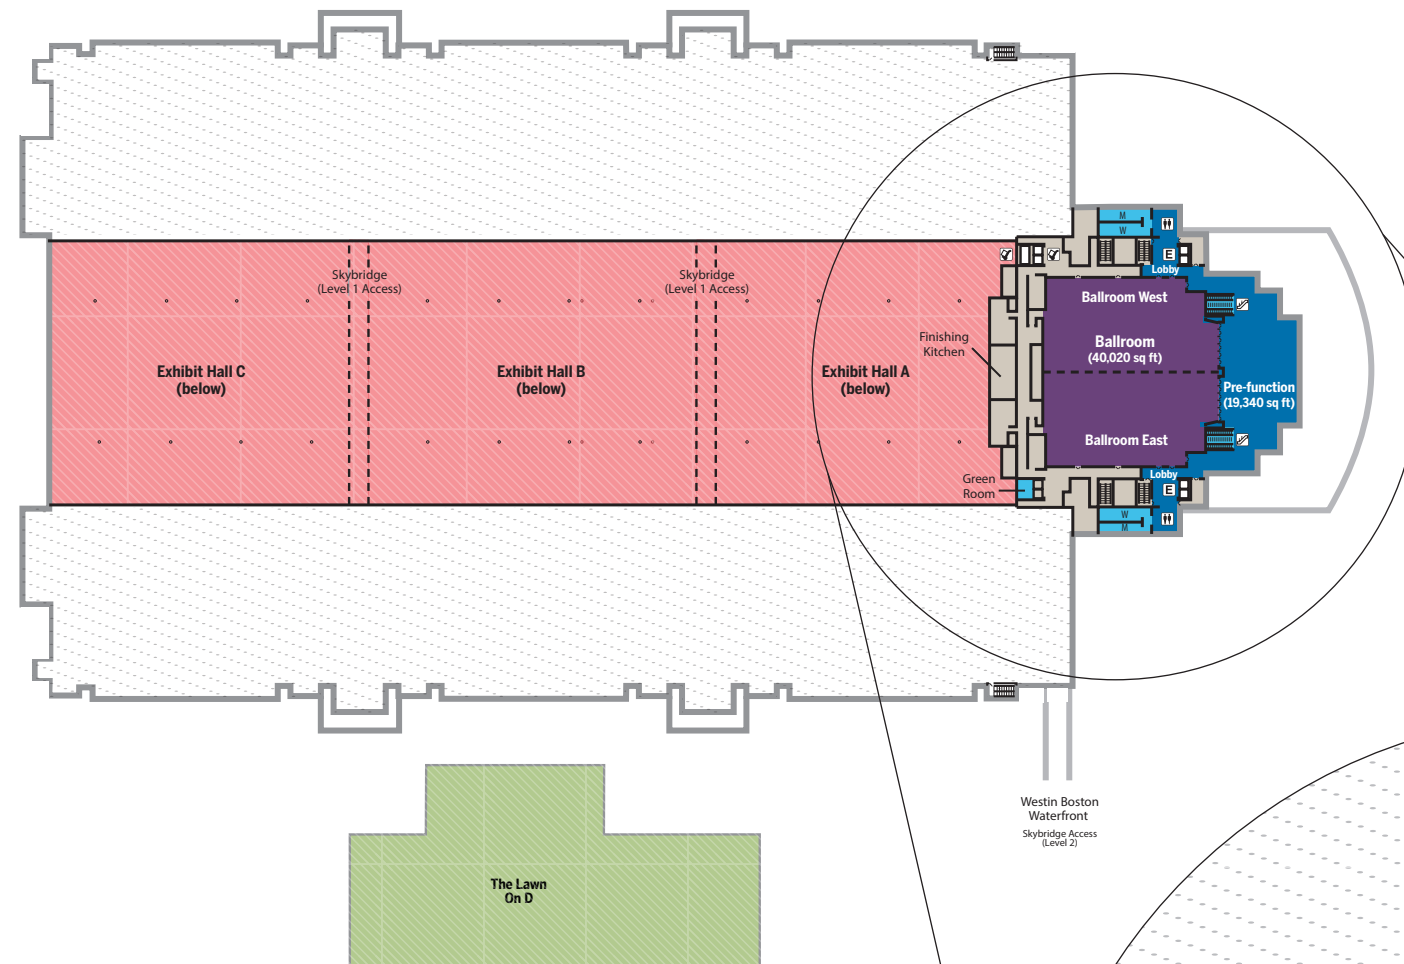 M
W
E
Lobby
Skybridge
(Level 1 Access)
Skybridge
(Level 1 Access)
Ballroom West
Finishing
Kitchen
Ballroom
(40,020 sq ft)
Exhibit Hall C
(below)
Exhibit Hall B
(below)
Exhibit Hall A
(below)
Pre-function
(19,340 sq ft)
Ballroom East
Lobby
Green
Room
E
W
M
Westin Boston
Waterfront
Skybridge Access
(Level 2)
The Lawn
On D